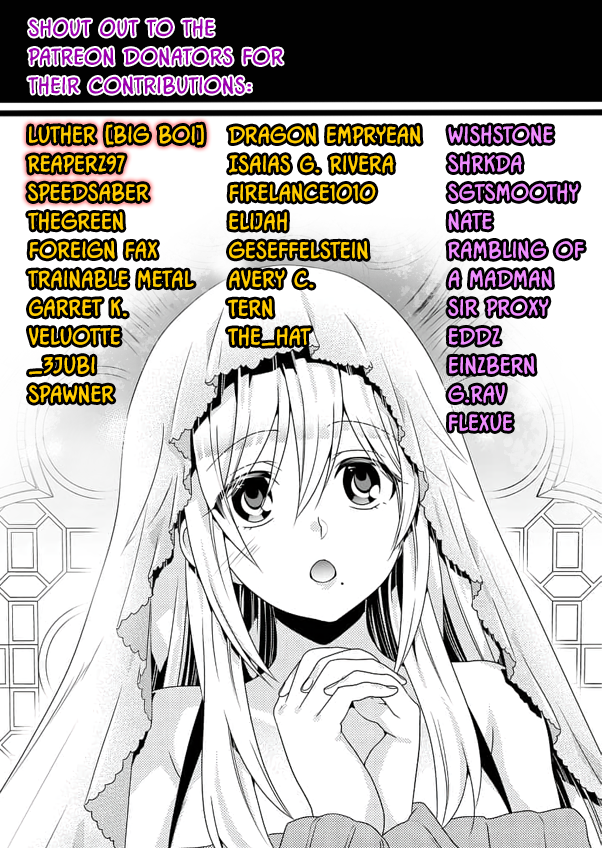 SHOUT OUT TO THE
PATREON DONATORS FOR
THEIR CONTRIBUTIONS:
LUTHER [BIG BOI]
REAPERZ97
SPEEDSABER
THEGREEN
FOREIGN FAX
TRAINABLE METAL
GARRET K.
VELUOTTE
_3JUBI
SPAWNER
DRAGON EMPRYEAN
ISAIAS G. RIVERA
FIRELANCE1010
ELIJAH
GESEFFELSTEIN
AVERY C.
TERN
THE_HAT
WISHSTONE
SHRKDA
SGTSMOOTHY
NATE
RAMBLING OF
A MADMAN
SIR PROXY
EDDZ
EINZBERN
G.RAV
FLEXUE